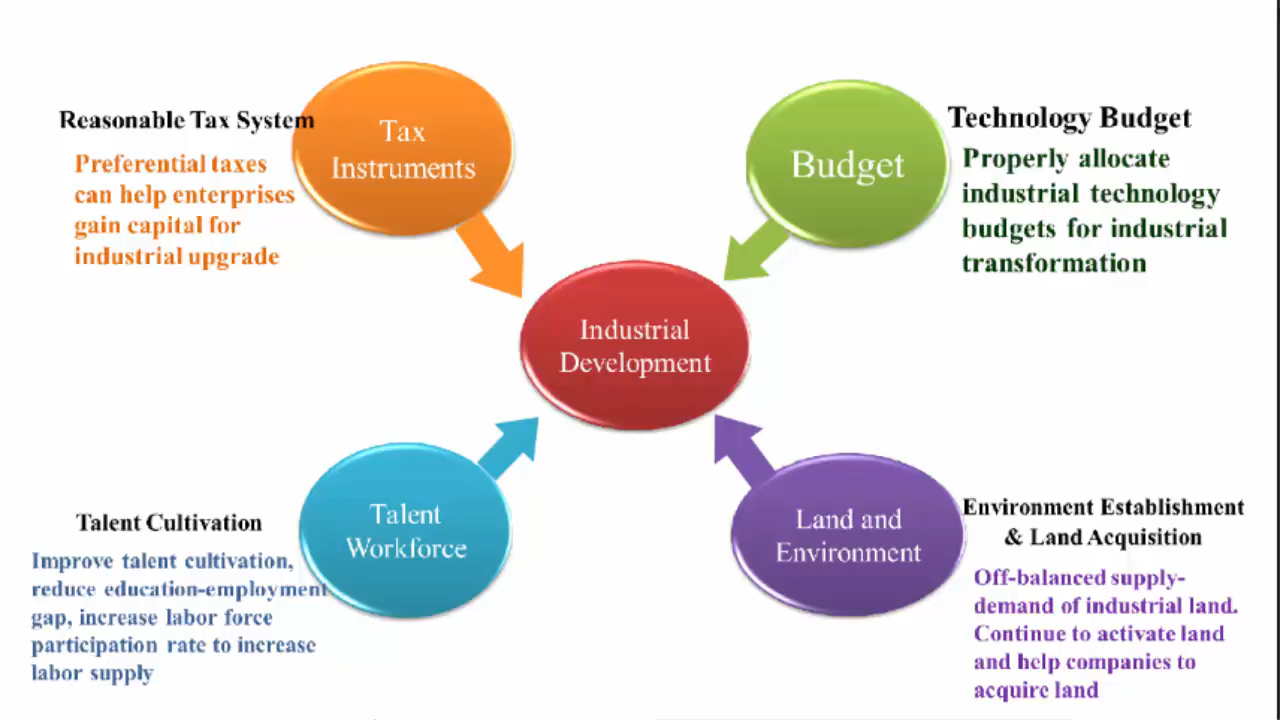 Reasonable Tax System
Preferential taxes
can help enterprises
gain capital for
industrial upgrade
Tax
Instruments
Budget
Technology Budget
Properly allocate
industrial technology
budgets for industrial
transformation
Industrial
Development
Talent Cultivation
Improve talent cultivation,
reduce education-employment
gap, increase labor force
participation rate to increase
labor supply
Talent
Workforce
Land and
Environment
Environment Establishment
& Land Acquisition
Off-balanced supply-
demand of industrial land.
Continue to activate land
and help companies to
acquire land